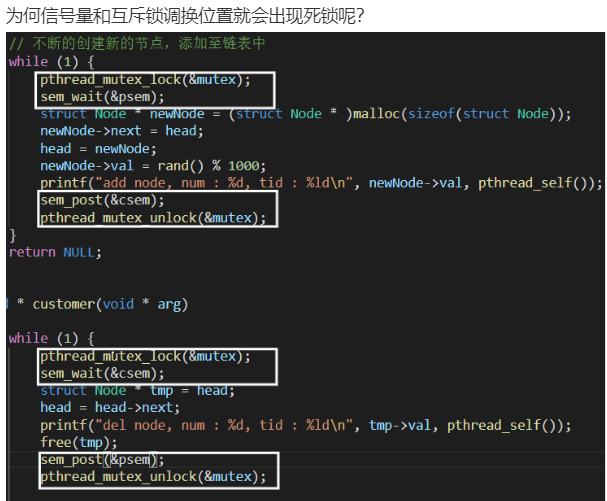 为何信号量和互斥锁调换位置就会出现死锁呢?
// 不断的创建新的节点，添加至链表中
while (1) {
pthread_mutex_lock(&mutex);
sem_wait(&psem);
struct Node * newNode = (struct Node * )malloc(sizeof(struct Node));
newNode->next = head;
head = newNode;
newNode->val = rand() % 1000;
printf("add node, num : %d, tid : %ld\n", newNode->val, pthread_self());
sem_post(&csem);
pthread_mutex_unlock(&mutex);
}
return NULL;
* customer(void * arg)
while (1) {
pthread_mutex_lock(&mutex);
sem_wait(&csem);
struct Node * tmp = head;
head = head->next;
printf("del node, num : %d, tid : %ld\n", tmp->val, pthread_self());
free(tmp);
sem_post(&psem);
pthread_mutex_unlock(&mutex);